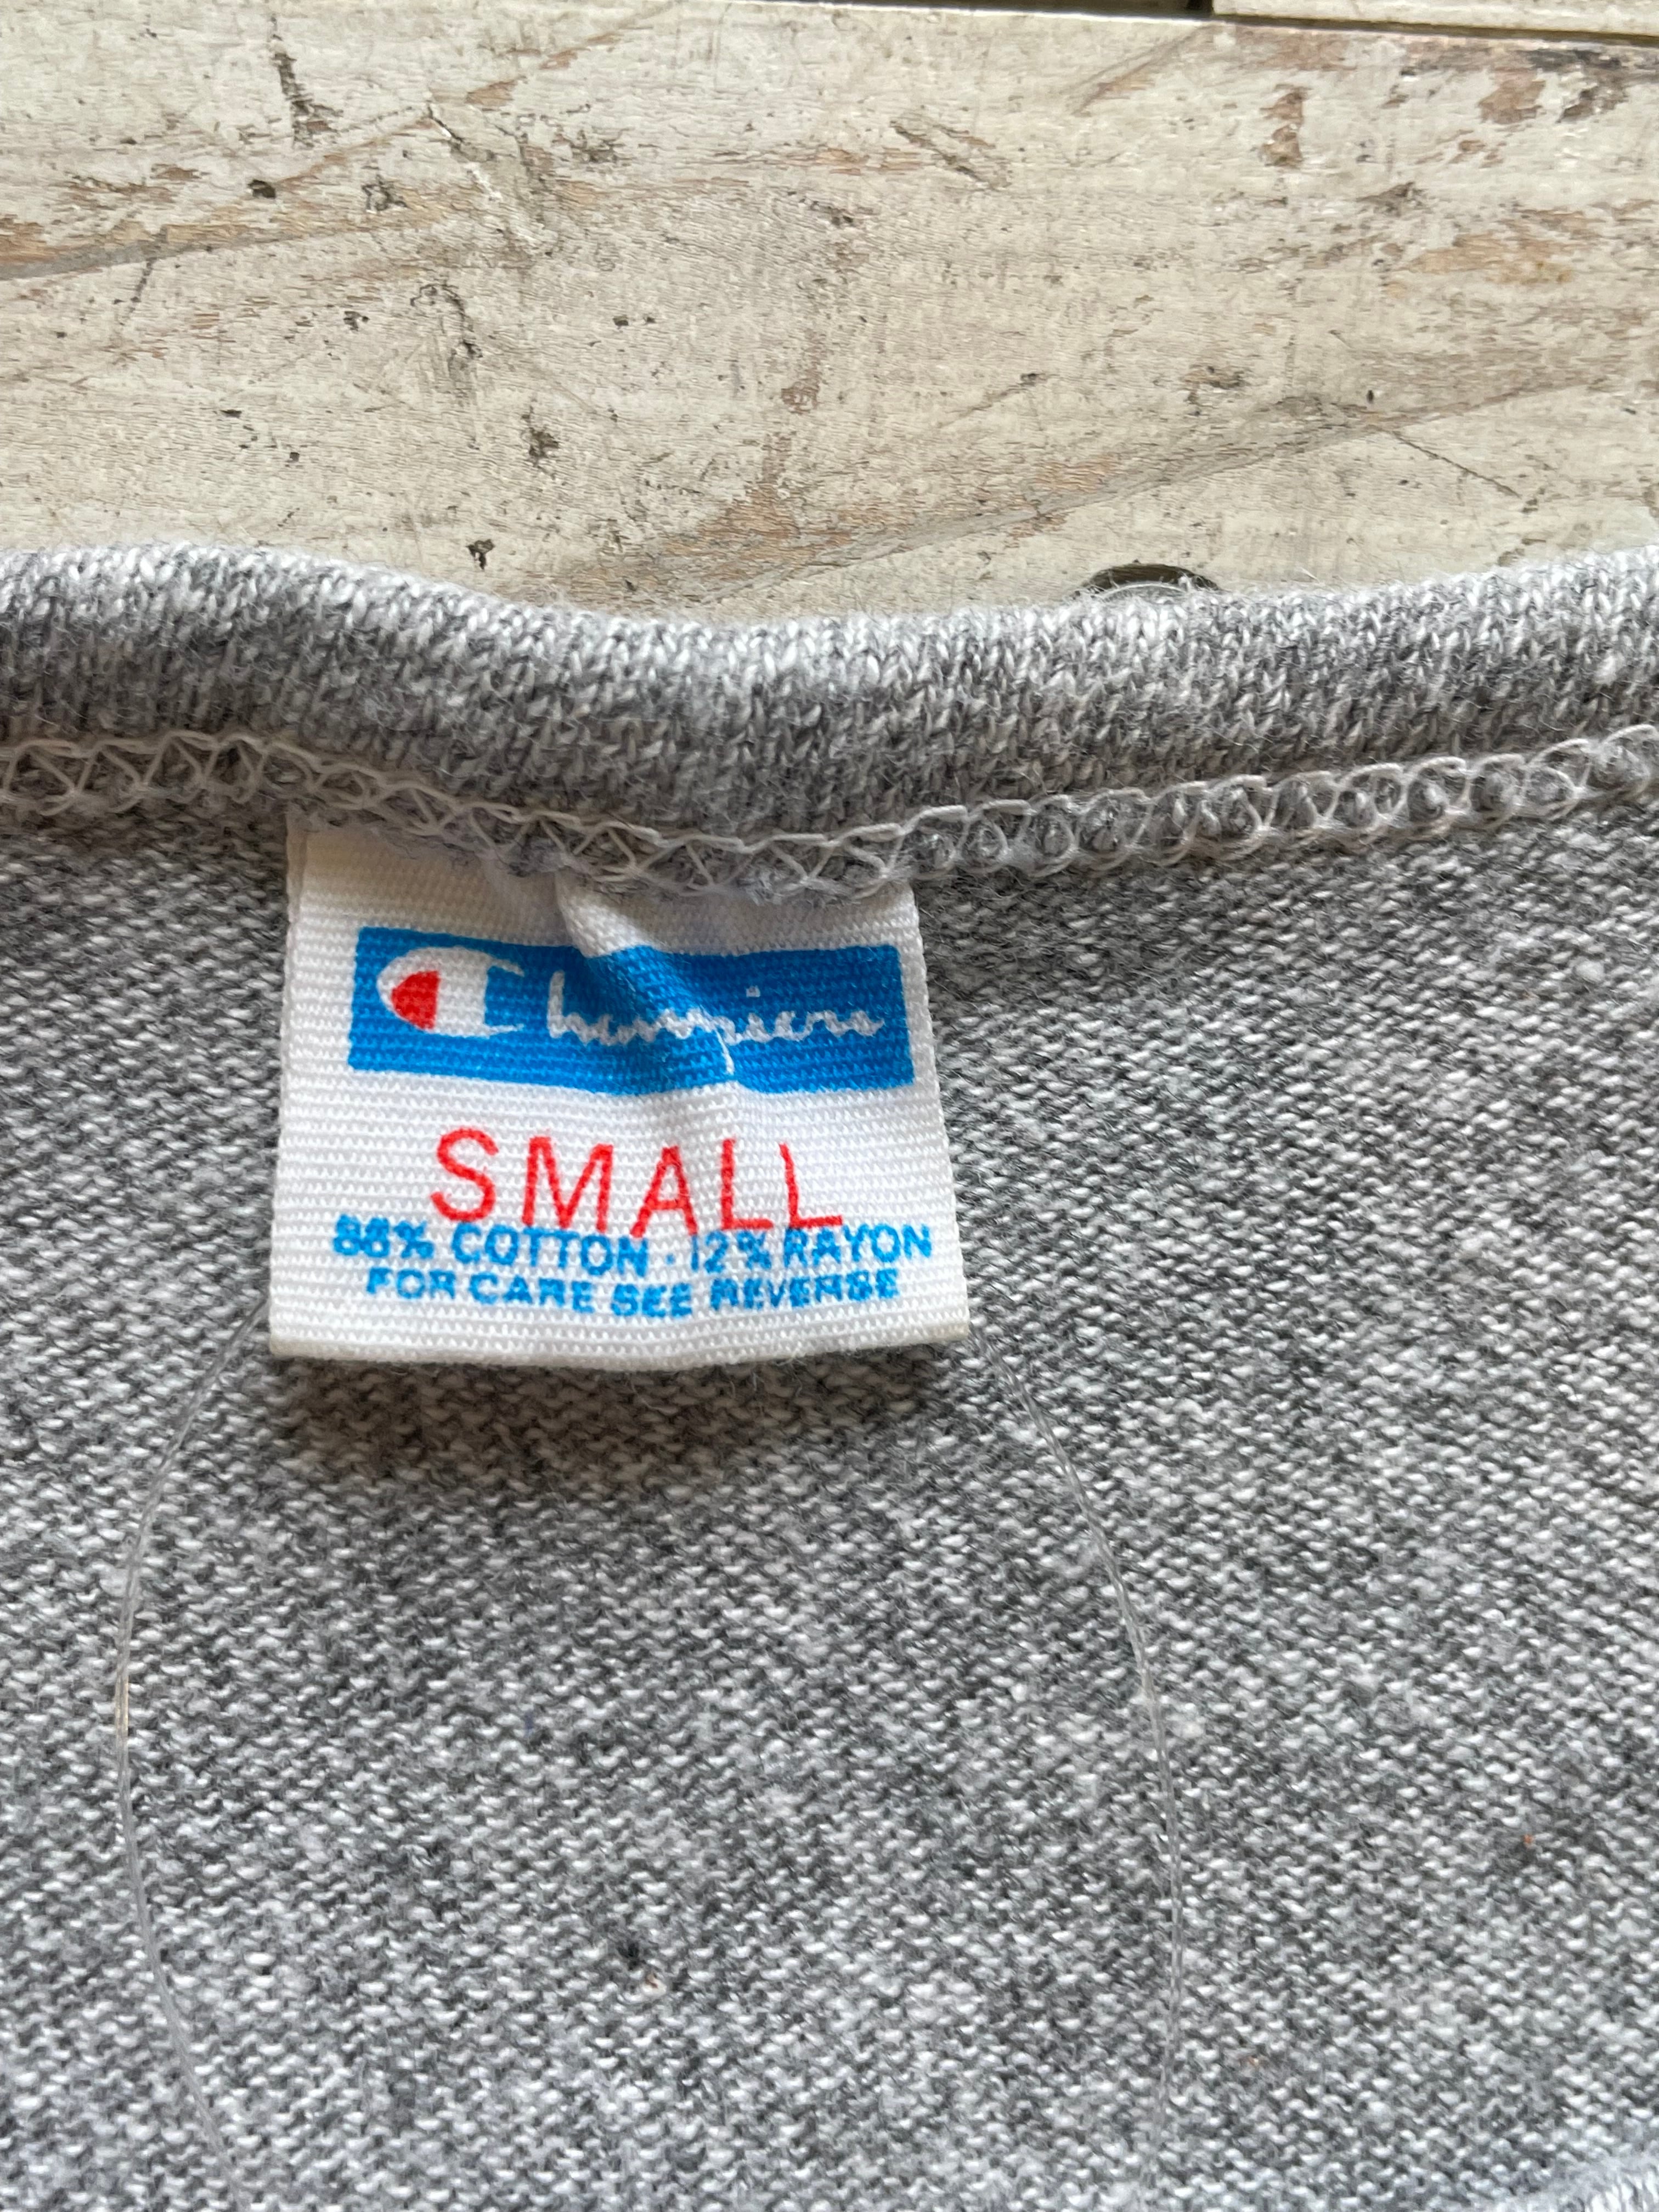 Champion
SMALL
88% COTTON · 12% RAYON
FOR CARE SEE REVERSE